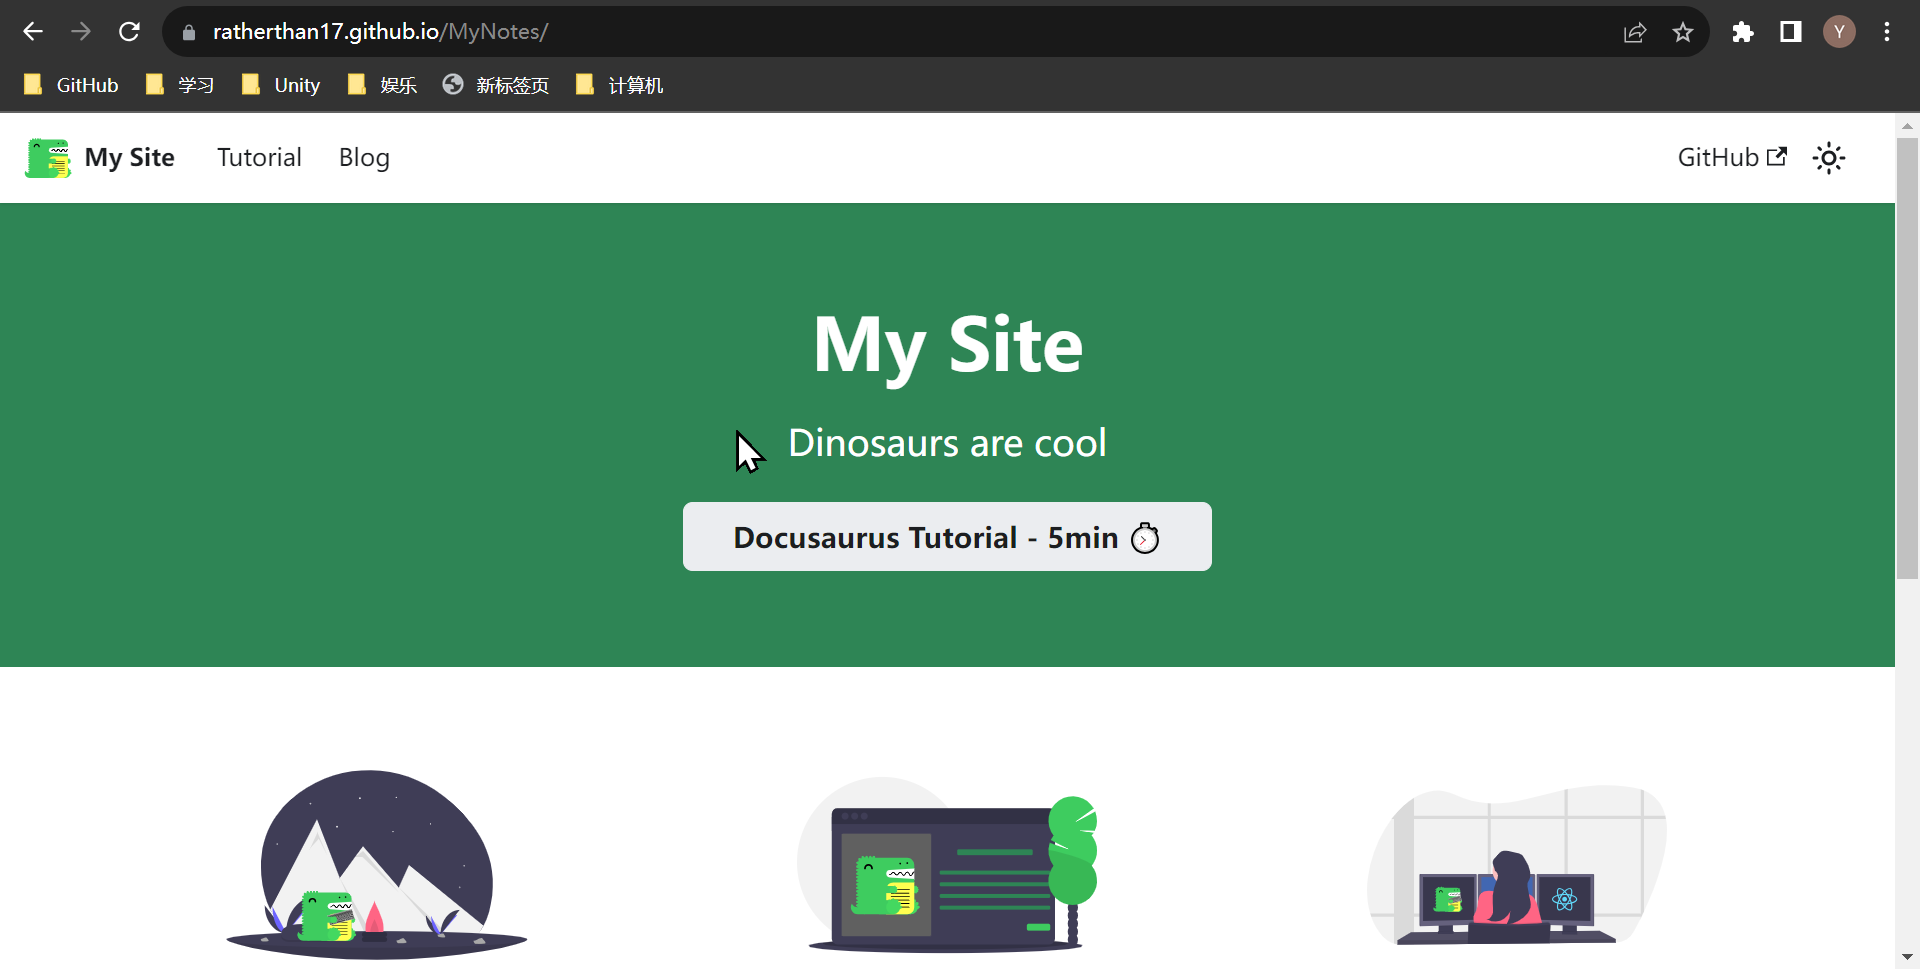 ratherthan17.github.io/MyNotes/
Y
GitHub 学习 Unity 娱乐 新标签页 计算机
My Site Tutorial Blog GitHub
My Site
Dinosaurs are cool
Docusaurus Tutorial - 5min